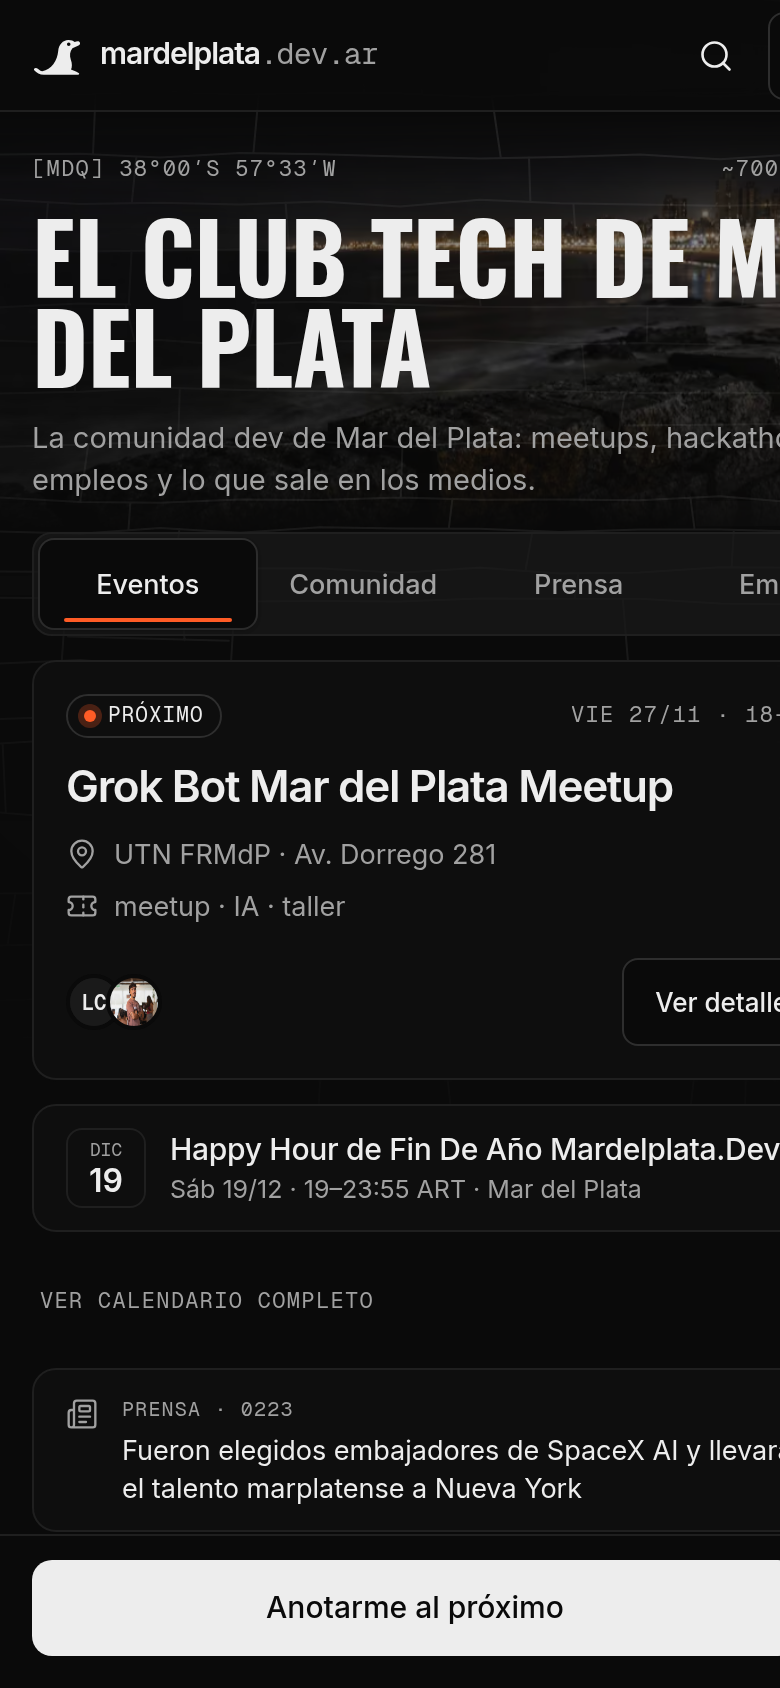 mardelplata.dev.ar
[MDQ] 38°00′S 57°33′W ~700
EL CLUB TECH DE M
DEL PLATA
La comunidad dev de Mar del Plata: meetups, hackatho
empleos y lo que sale en los medios.
Eventos Comunidad Prensa Em
PRÓXIMO VIE 27/11 · 18-
Grok Bot Mar del Plata Meetup
UTN FRMdP · Av. Dorrego 281
meetup · IA · taller
LC
Ver detalle
DIC
19
Happy Hour de Fin De Año Mardelplata.Dev
Sáb 19/12 · 19–23:55 ART · Mar del Plata
VER CALENDARIO COMPLETO
PRENSA · 0223
Fueron elegidos embajadores de SpaceX AI y llevará
el talento marplatense a Nueva York
Anotarme al próximo